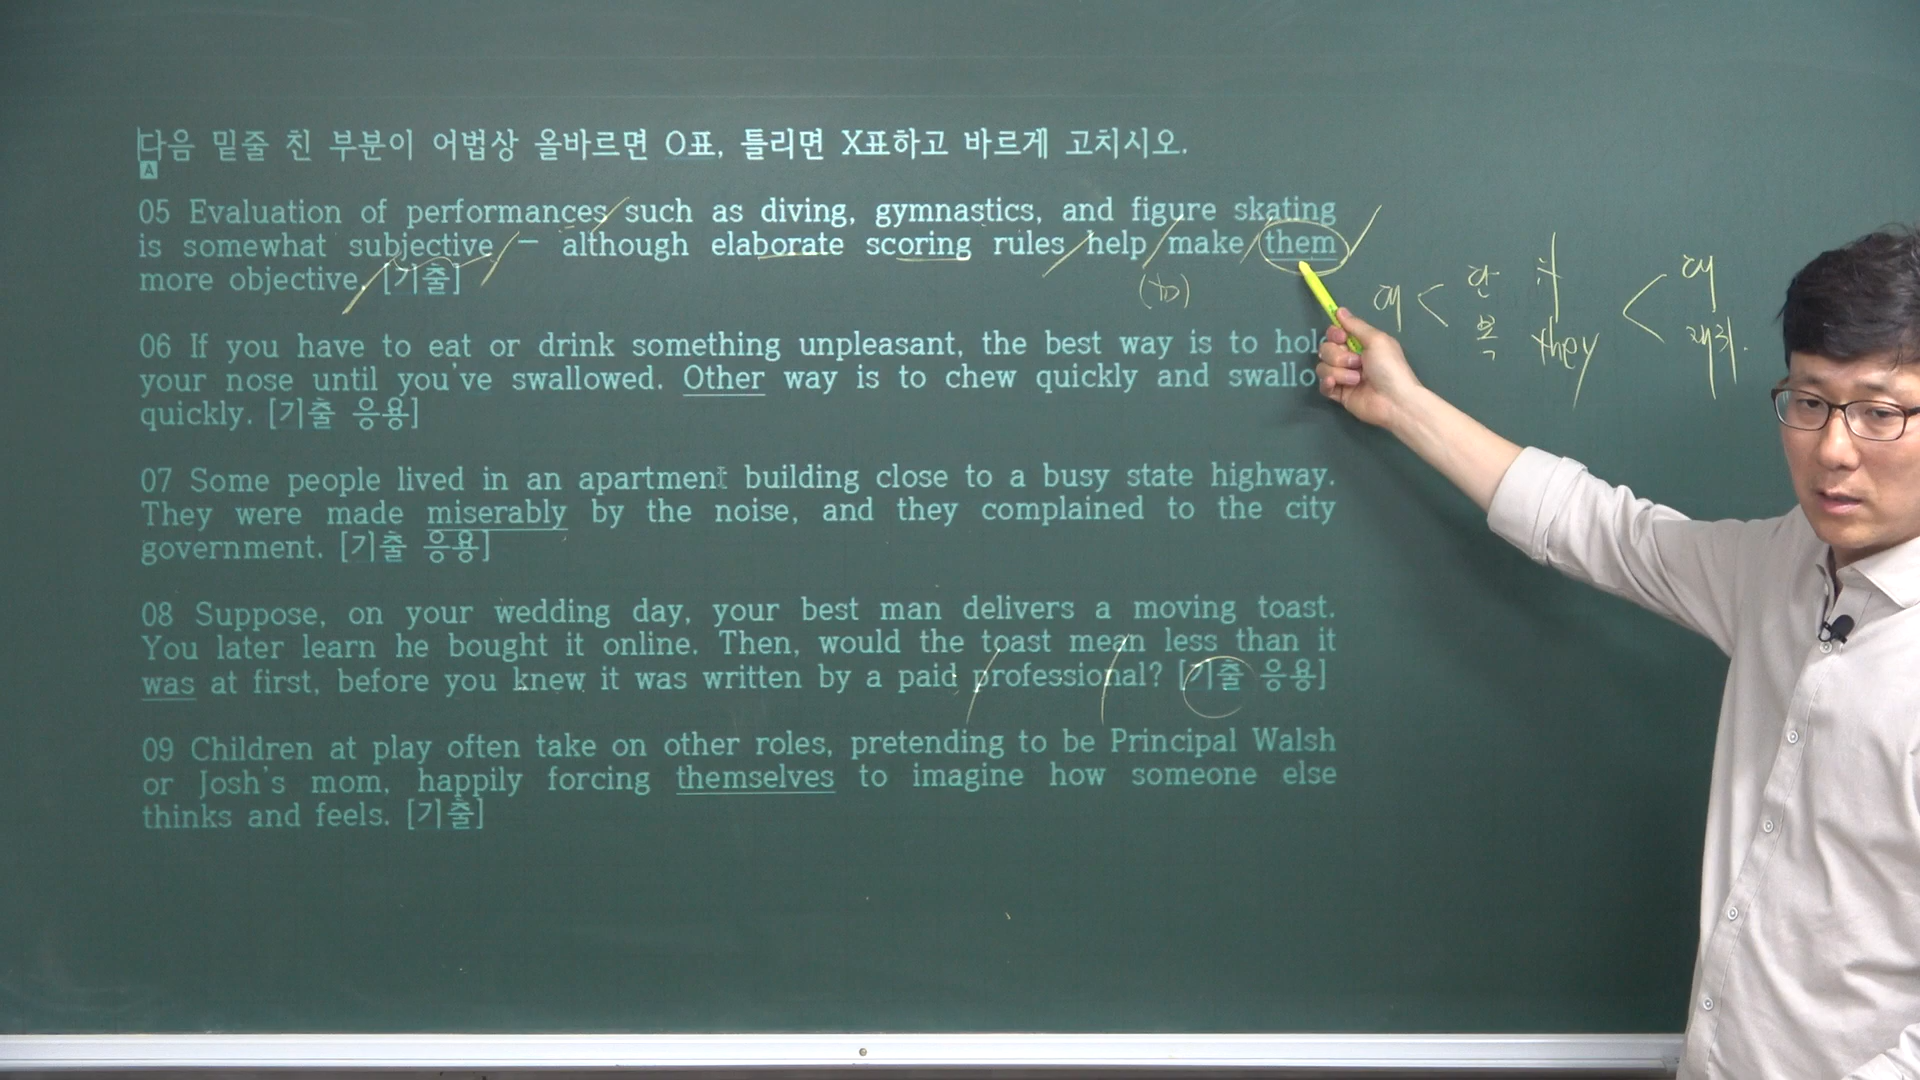 다음 밑줄 친 부분이 어법상 올바르면 O표, 틀리면 X표하고 바르게 고치시오.
A
05 Evaluation of performances such as diving, gymnastics, and figure skating
is somewhat subjective – although elaborate scoring rules help make them
more objective. [기출]
(to)
대 < 단 it < 대
복 they 재귀.
06 If you have to eat or drink something unpleasant, the best way is to hol
your nose until you've swallowed. Other way is to chew quickly and swallo
quickly. [기출 응용]
07 Some people lived in an apartment building close to a busy state highway.
They were made miserably by the noise, and they complained to the city
government. [기출 응용]
08 Suppose, on your wedding day, your best man delivers a moving toast.
You later learn he bought it online. Then, would the toast mean less than it
was at first, before you knew it was written by a paid professional? [기출 응용]
09 Children at play often take on other roles, pretending to be Principal Walsh
or Josh's mom, happily forcing themselves to imagine how someone else
thinks and feels. [기출]